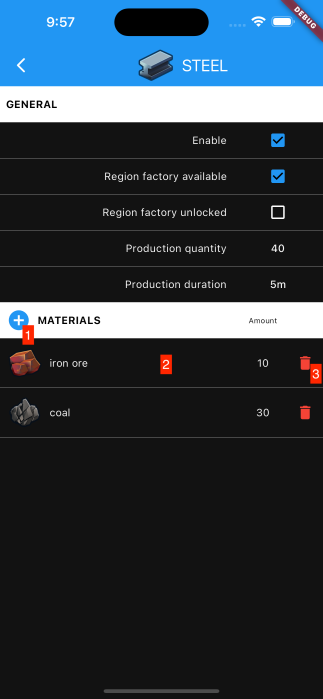 9:57
DEBUG
STEEL
GENERAL
Enable
Region factory available
Region factory unlocked
Production quantity 40
Production duration 5m
MATERIALS Amount
1
iron ore 2 10
3
coal 30